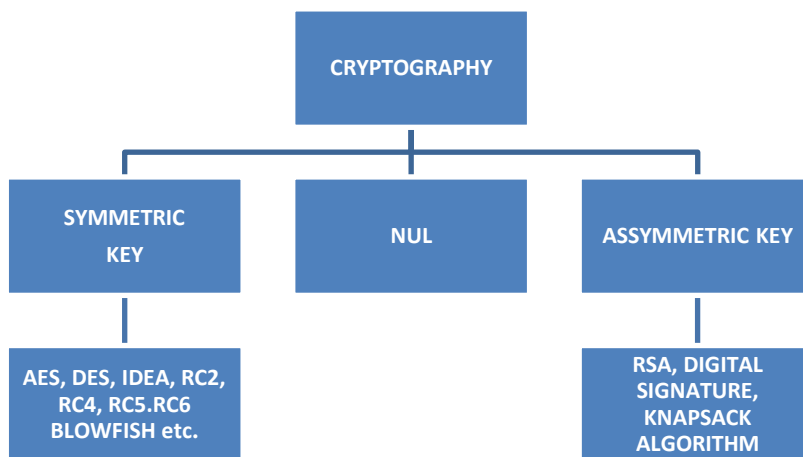 CRYPTOGRAPHY
SYMMETRIC
KEY
NUL
ASSYMMETRIC KEY
AES, DES, IDEA, RC2,
RC4, RC5.RC6
BLOWFISH etc.
RSA, DIGITAL
SIGNATURE,
KNAPSACK
ALGORITHM